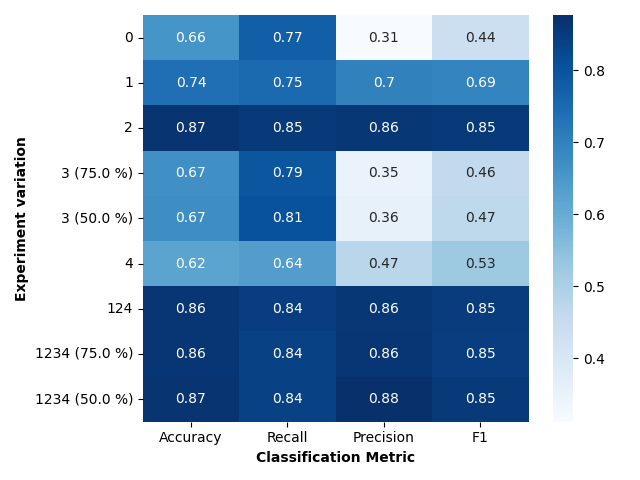 0 0.66 0.77 0.31 0.44
1 0.74 0.75 0.7 0.69
2 0.87 0.85 0.86 0.85
3 (75.0 %) 0.67 0.79 0.35 0.46
3 (50.0 %) 0.67 0.81 0.36 0.47
4 0.62 0.64 0.47 0.53
124 0.86 0.84 0.86 0.85
1234 (75.0 %) 0.86 0.84 0.86 0.85
1234 (50.0 %) 0.87 0.84 0.88 0.85
Accuracy Recall Precision F1
Classification Metric
Experiment variation
0.8
0.7
0.6
0.5
0.4